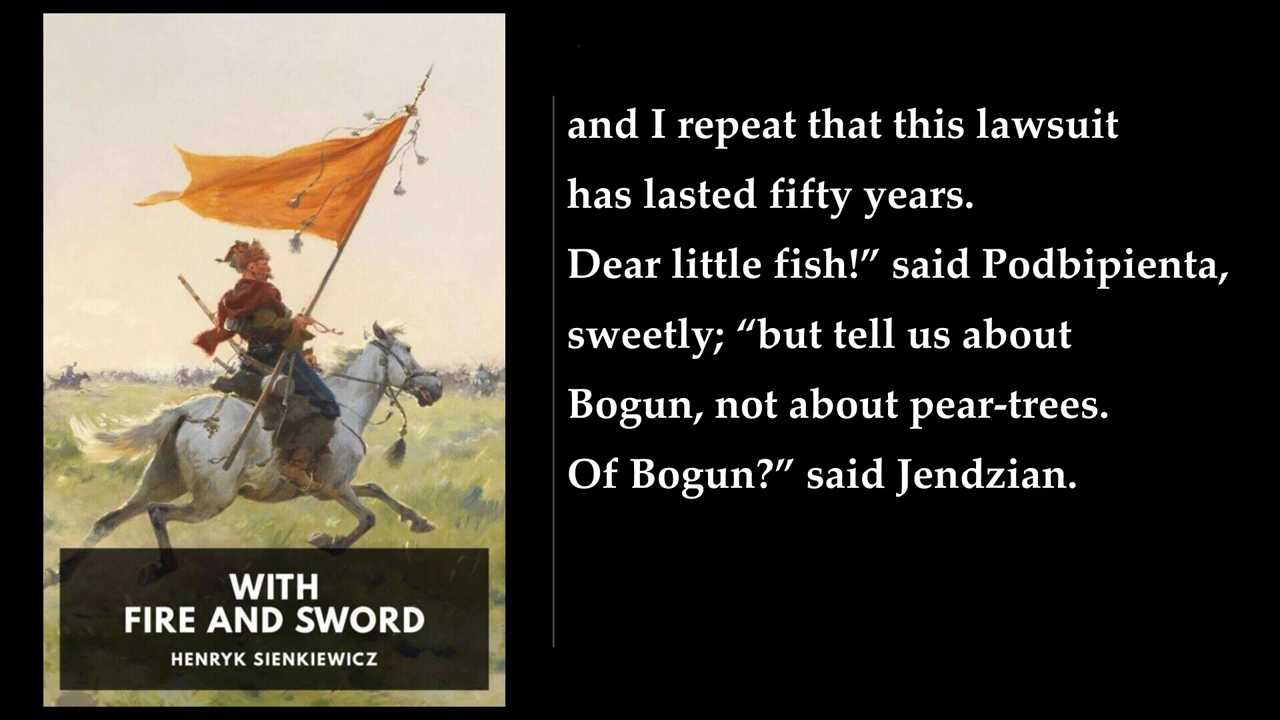 WITH
FIRE AND SWORD
HENRYK SIENKIEWICZ
and I repeat that this lawsuit
has lasted fifty years.
Dear little fish!” said Podbipienta,
sweetly; “but tell us about
Bogun, not about pear-trees.
Of Bogun?” said Jendzian.